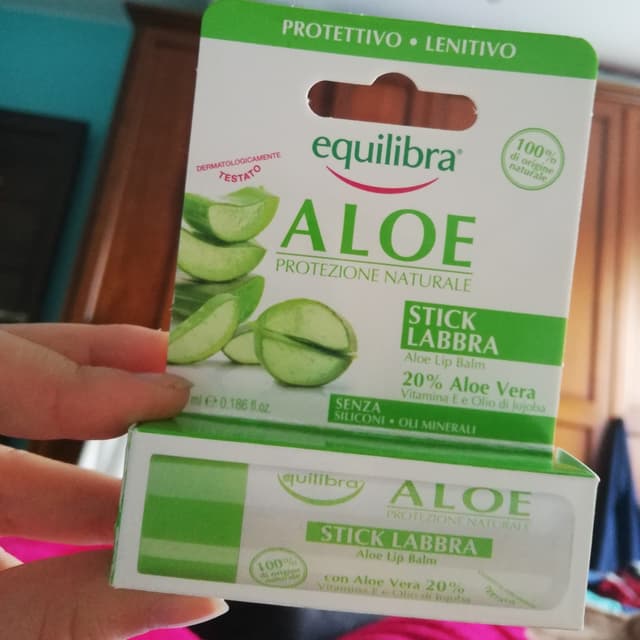 PROTETTIVO • LENITIVO
equilibra®
100%
di origine
naturale
DERMATOLOGICAMENTE
TESTATO
ALOE
PROTEZIONE NATURALE
STICK
LABBRA
Aloe Lip Balm
20% Aloe Vera
Vitamina E e Olio di Jojoba
ml ℮ 0.186 fl.oz.
SENZA
SILICONI • OLI MINERALI
equilibra
ALOE
PROTEZIONE NATURALE
STICK LABBRA
Aloe Lip Balm
100%
di origine
naturale
con Aloe Vera 20%
Vitamina E e Olio di Jojoba